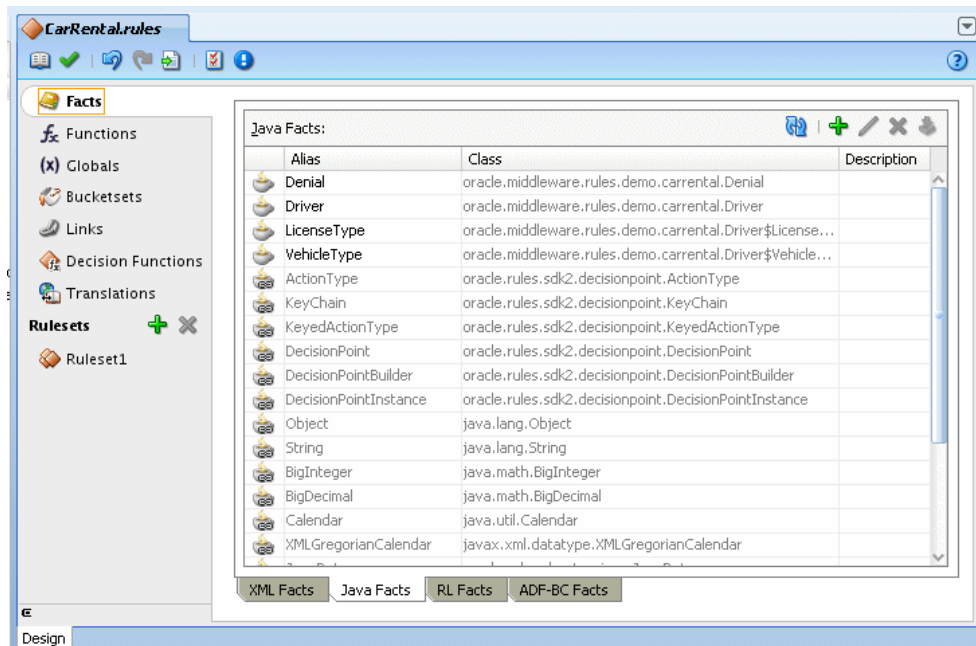 CarRental.rules
Facts
Functions
Globals
Bucketsets
Links
Decision Functions
Translations
Rulesets
Ruleset1
Java Facts:
Alias Class Description
Denial oracle.middleware.rules.demo.carrental.Denial
Driver oracle.middleware.rules.demo.carrental.Driver
LicenseType oracle.middleware.rules.demo.carrental.Driver$License...
VehicleType oracle.middleware.rules.demo.carrental.Driver$Vehicle...
ActionType oracle.rules.sdk2.decisionpoint.ActionType
KeyChain oracle.rules.sdk2.decisionpoint.KeyChain
KeyedActionType oracle.rules.sdk2.decisionpoint.KeyedActionType
DecisionPoint oracle.rules.sdk2.decisionpoint.DecisionPoint
DecisionPointBuilder oracle.rules.sdk2.decisionpoint.DecisionPointBuilder
DecisionPointInstance oracle.rules.sdk2.decisionpoint.DecisionPointInstance
Object java.lang.Object
String java.lang.String
BigInteger java.math.BigInteger
BigDecimal java.math.BigDecimal
Calendar java.util.Calendar
XMLGregorianCalendar javax.xml.datatype.XMLGregorianCalendar
XML Facts Java Facts RL Facts ADF-BC Facts
Design